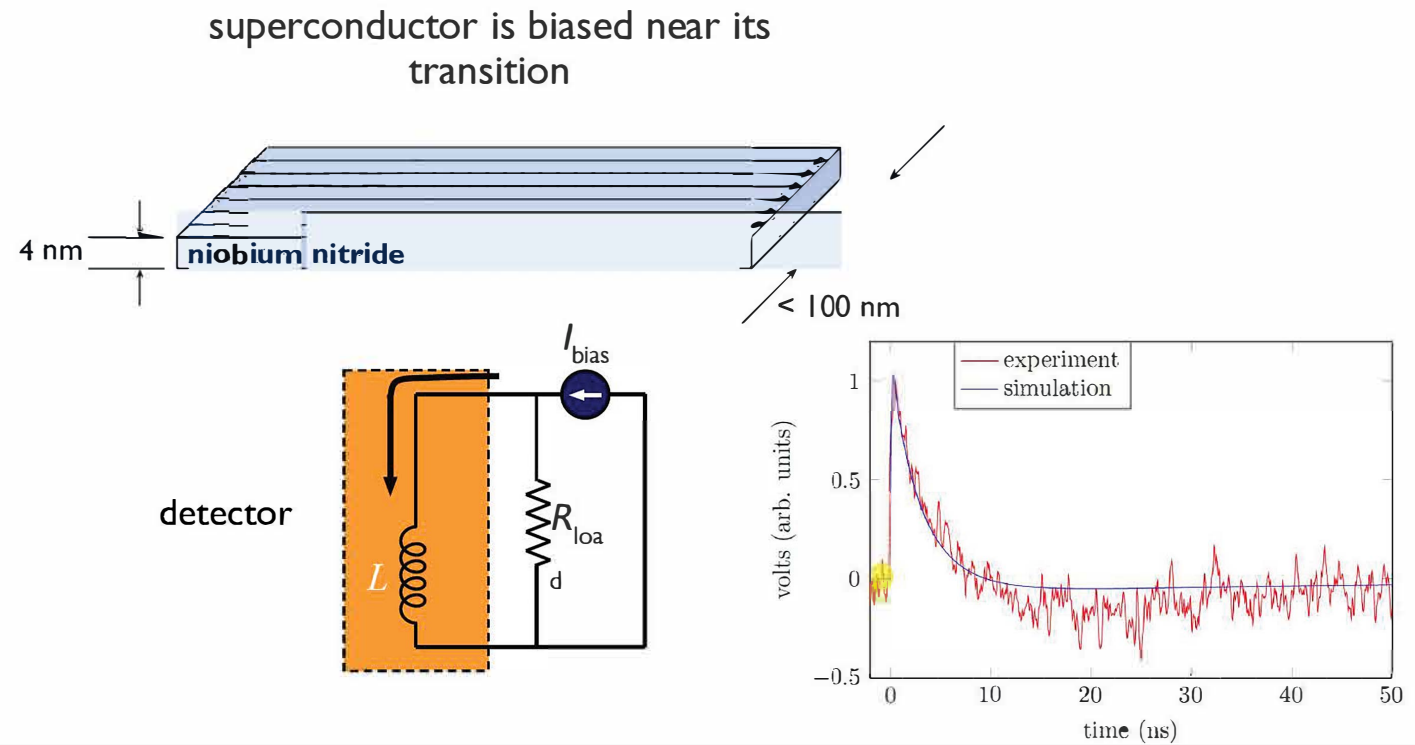 superconductor is biased near its
transition
4 nm
niobium nitride
< 100 nm
I bias
detector
L
R loa
d
experiment
simulation
volts (arb. units)
1
0.5
0
−0.5
0
10
20
30
40
50
time (ns)